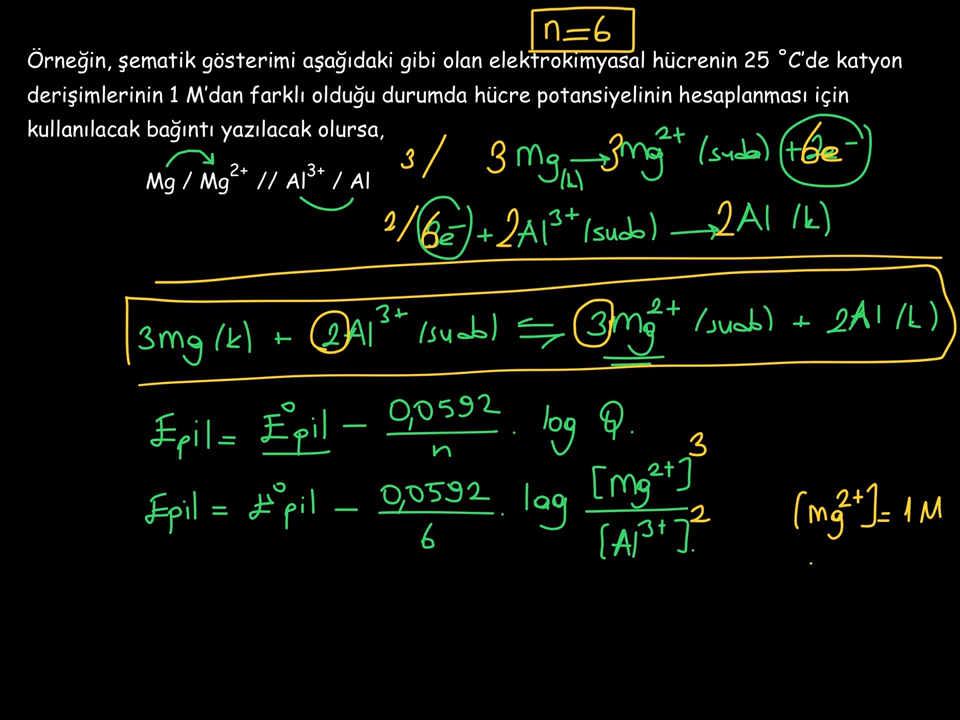 n=6
Örneğin, şematik gösterimi aşağıdaki gibi olan elektrokimyasal hücrenin 25 ˚C'de katyon
derişimlerinin 1 M'dan farklı olduğu durumda hücre potansiyelinin hesaplanması için
kullanılacak bağıntı yazılacak olursa,
3/ 3Mg(k) → 3Mg²⁺ (suda) + 6e⁻
Mg / Mg²⁺ // Al³⁺ / Al
2/ 6e⁻ + 2Al³⁺ (suda) → 2Al (k)
3Mg (k) + 2Al³⁺ (suda) ⇋ 3Mg²⁺ (suda) + 2Al (k)
Epil = E°pil − 0,0592/n . log Q.
Epil = E°pil − 0,0592/6 . log [Mg²⁺]³/[Al³⁺]²
[Mg²⁺] = 1 M